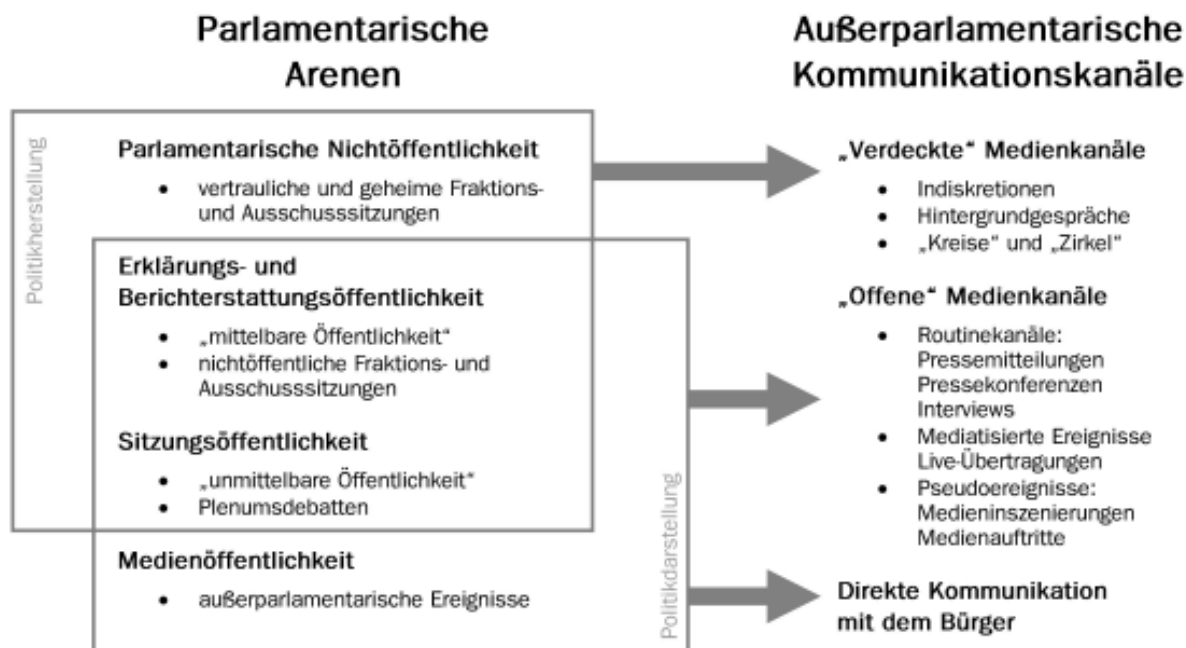 Parlamentarische
Arenen
Politikherstellung
Parlamentarische Nichtöffentlichkeit
• vertrauliche und geheime Fraktions-
und Ausschusssitzungen
Erklärungs- und
Berichterstattungsöffentlichkeit
• „mittelbare Öffentlichkeit“
• nichtöffentliche Fraktions- und
Ausschusssitzungen
Sitzungsöffentlichkeit
• „unmittelbare Öffentlichkeit“
• Plenumsdebatten
Medienöffentlichkeit
• außerparlamentarische Ereignisse
Politikdarstellung
Außerparlamentarische
Kommunikationskanäle
„Verdeckte“ Medienkanäle
• Indiskretionen
• Hintergrundgespräche
• „Kreise“ und „Zirkel“
„Offene“ Medienkanäle
• Routinekanäle:
Pressemitteilungen
Pressekonferenzen
Interviews
• Mediatisierte Ereignisse
Live-Übertragungen
• Pseudoereignisse:
Medieninszenierungen
Medienauftritte
Direkte Kommunikation
mit dem Bürger